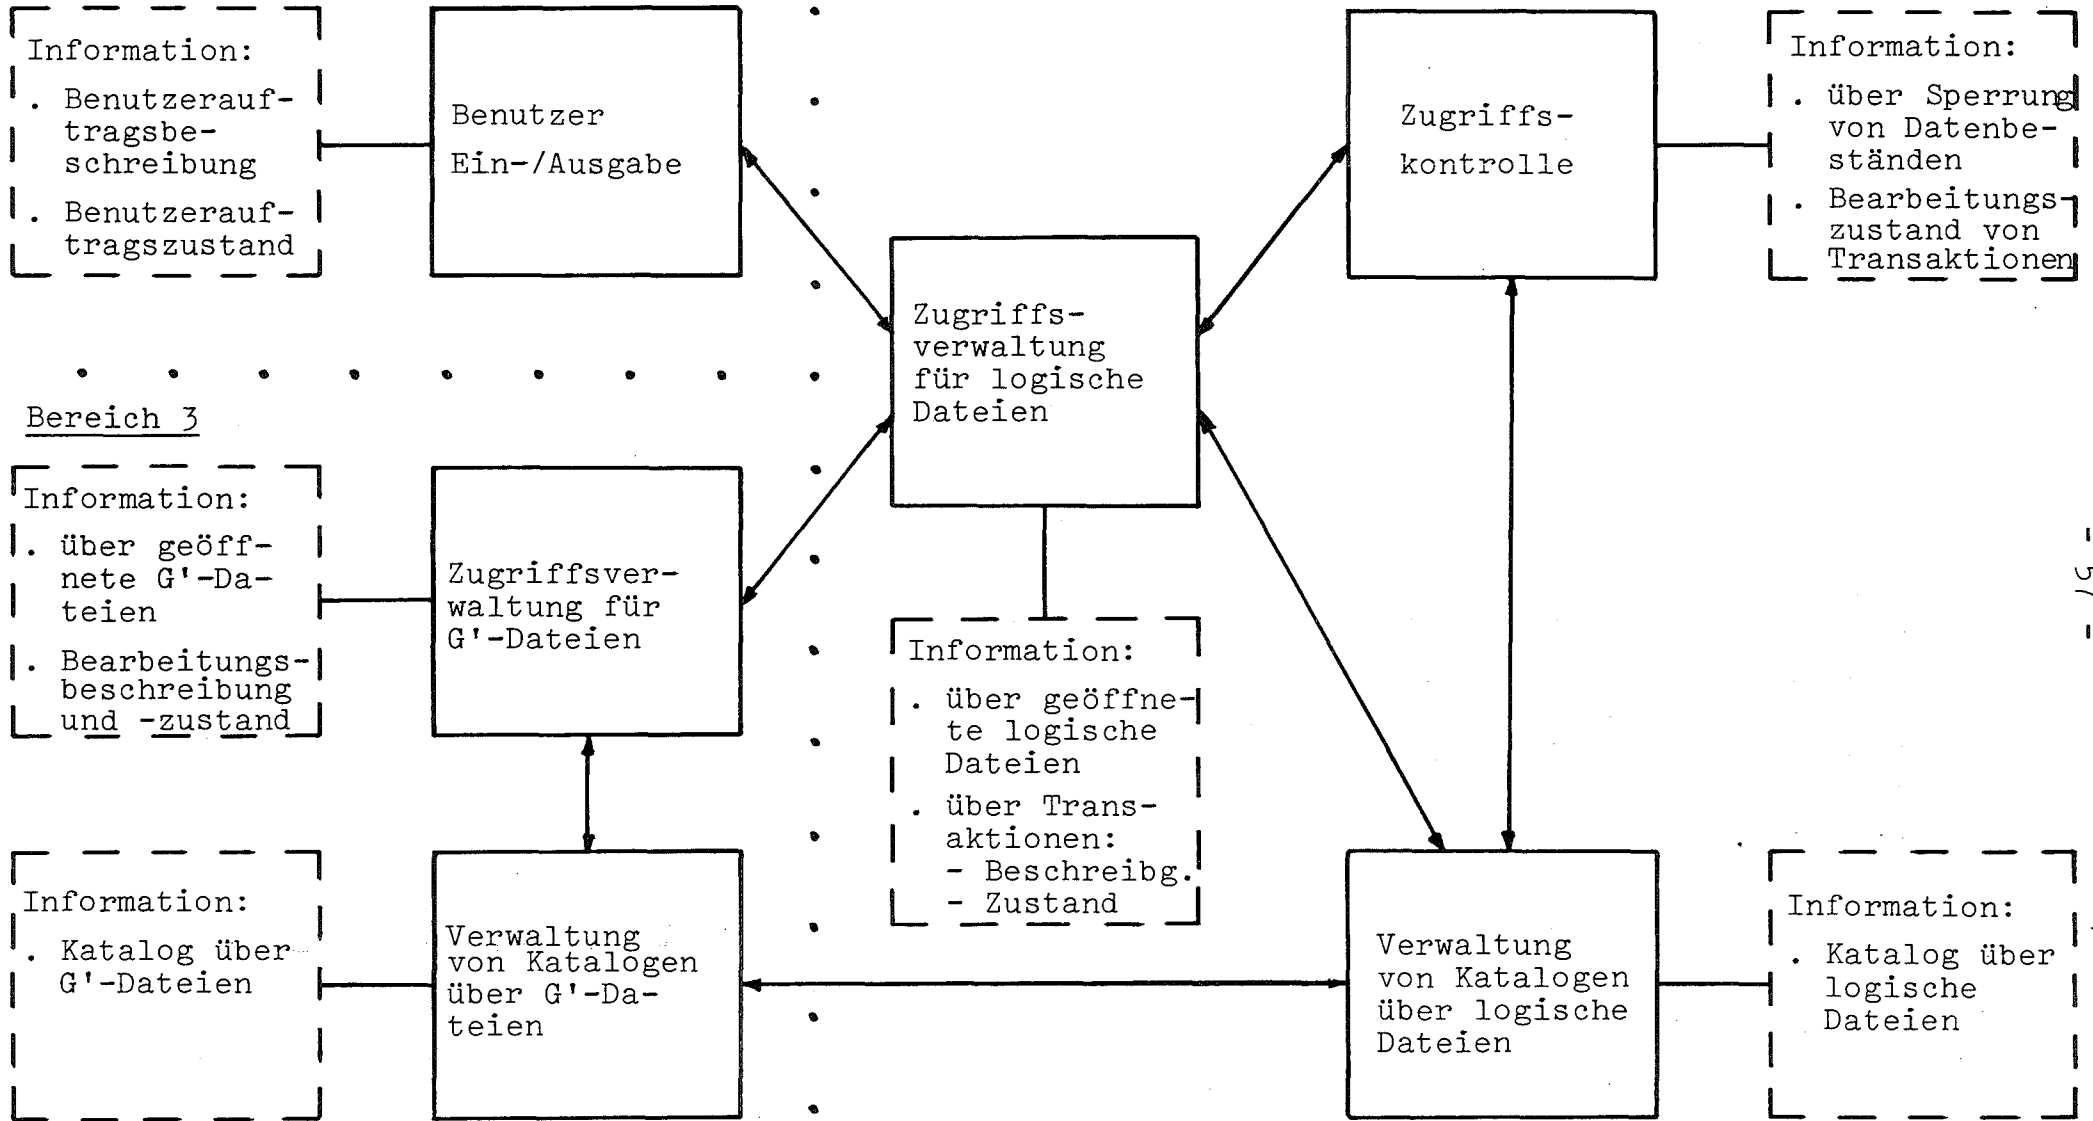 Information:
. Benutzerauf-
tragsbe-
schreibung
. Benutzerauf-
tragszustand
Benutzer
Ein-/Ausgabe
Zugriffs-
kontrolle
Information:
. über Sperrung
von Datenbe-
ständen
. Bearbeitungs-
zustand von
Transaktionen
Zugriffs-
verwaltung
für logische
Dateien
Bereich 3
Information:
. über geöff-
nete G'-Da-
teien
. Bearbeitungs-
beschreibung
und -zustand
Zugriffsver-
waltung für
G'-Dateien
Information:
. über geöffne-
te logische
Dateien
. über Trans-
aktionen:
- Beschreibg.
- Zustand
Information:
. Katalog über
G'-Dateien
Verwaltung
von Katalogen
über G'-Da-
teien
Verwaltung
von Katalogen
über logische
Dateien
Information:
. Katalog über
logische
Dateien